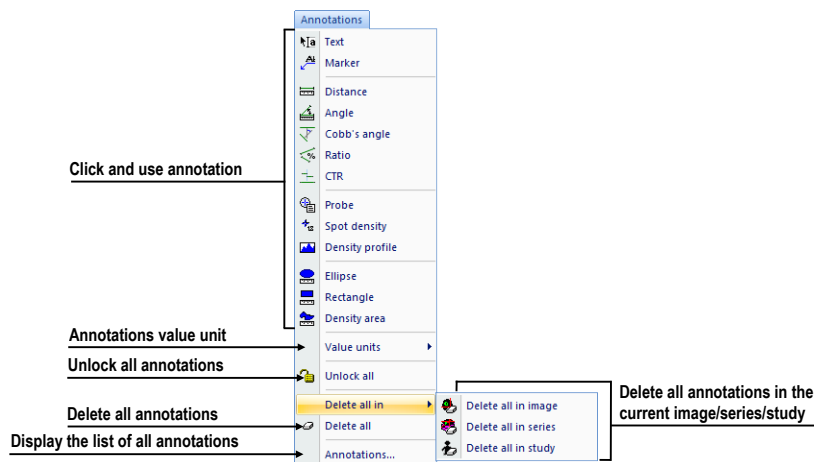 Annotations
Text
Marker
Distance
Angle
Cobb's angle
Ratio
CTR
Probe
Spot density
Density profile
Ellipse
Rectangle
Density area
Value units
Unlock all
Delete all in
Delete all
Annotations...
Delete all in image
Delete all in series
Delete all in study
Click and use annotation
Annotations value unit
Unlock all annotations
Delete all annotations
Display the list of all annotations
Delete all annotations in the
current image/series/study